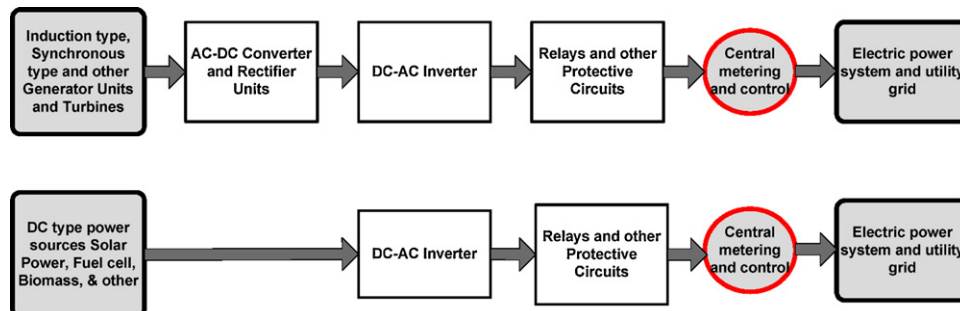 Induction type,
Synchronous
type and other
Generator Units
and Turbines
AC-DC Converter
and Rectifier
Units
DC-AC Inverter
Relays and other
Protective
Circuits
Central
metering
and control
Electric power
system and utility
grid
DC type power
sources Solar
Power, Fuel cell,
Biomass, & other
DC-AC Inverter
Relays and other
Protective
Circuits
Central
metering
and control
Electric power
system and utility
grid